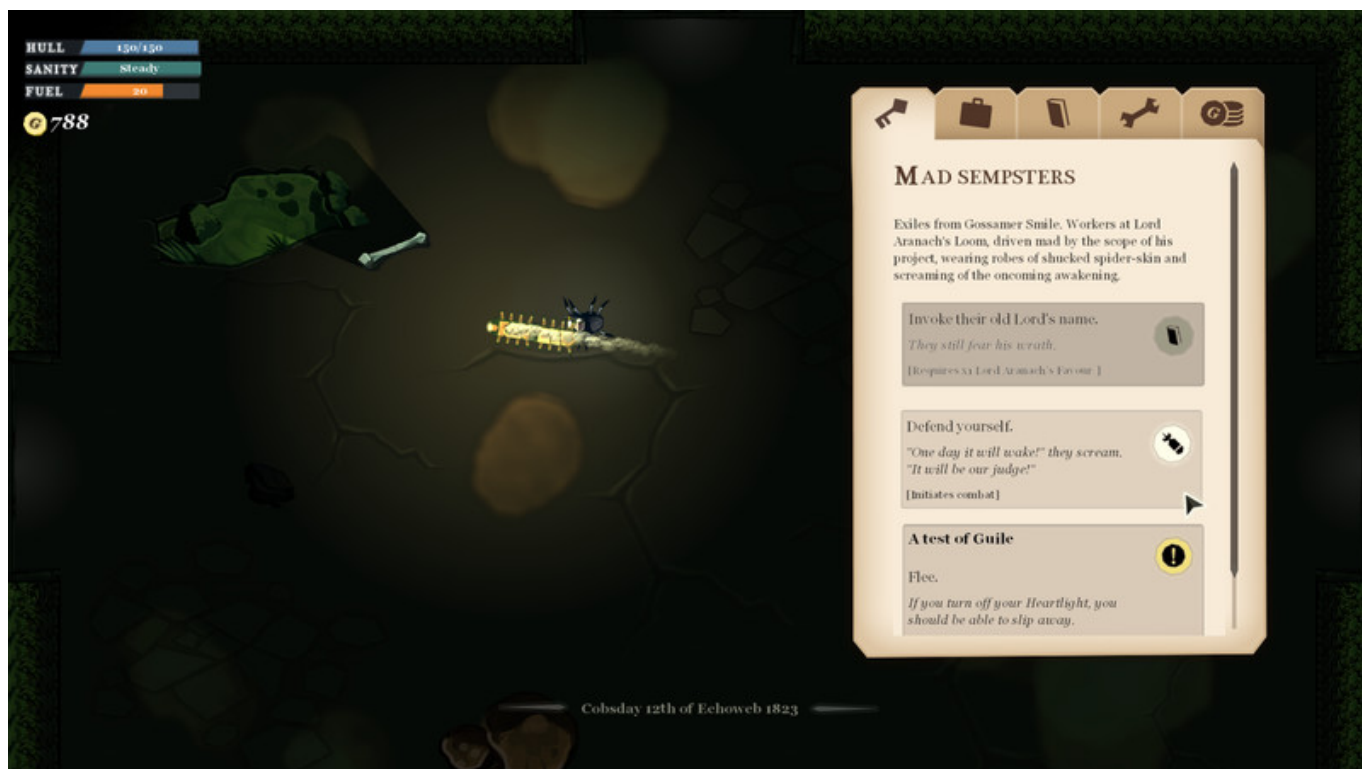 HULL 150/150
SANITY Steady
FUEL 20
G 788
G
MAD SEMPSTERS
Exiles from Gossamer Smile. Workers at Lord
Aranach's Loom, driven mad by the scope of his
project, wearing robes of shucked spider-skin and
screaming of the oncoming awakening.
Invoke their old Lord's name.
They still fear his wrath.
[Requires x1 Lord Aranach's Favour ]
Defend yourself.
"One day it will wake!" they scream.
"It will be our judge!"
[Initiates combat]
A test of Guile
Flee.
If you turn off your Heartlight, you
should be able to slip away.
Cobsday 12th of Echoweb 1823